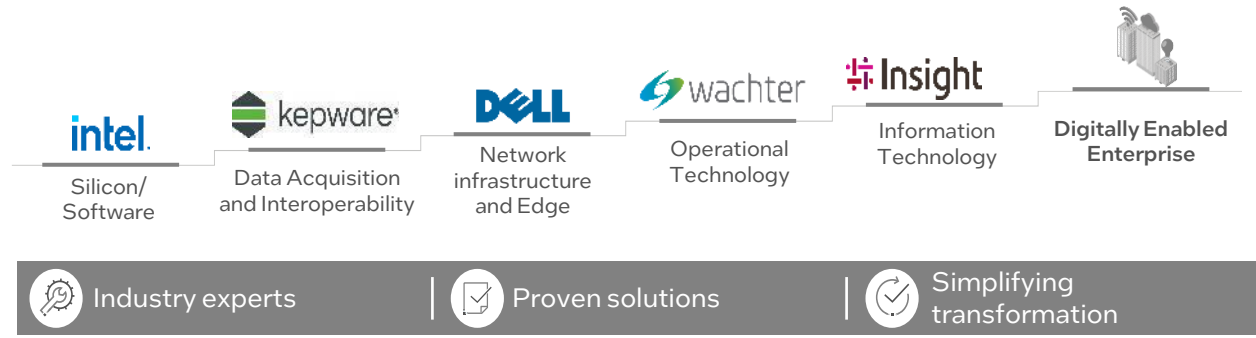 intel.
Silicon/
Software
kepware®
Data Acquisition
and Interoperability
DELL
Network
infrastructure
and Edge
wachter
Operational
Technology
Insight
Information
Technology
Digitally Enabled
Enterprise
Industry experts
Proven solutions
Simplifying
transformation